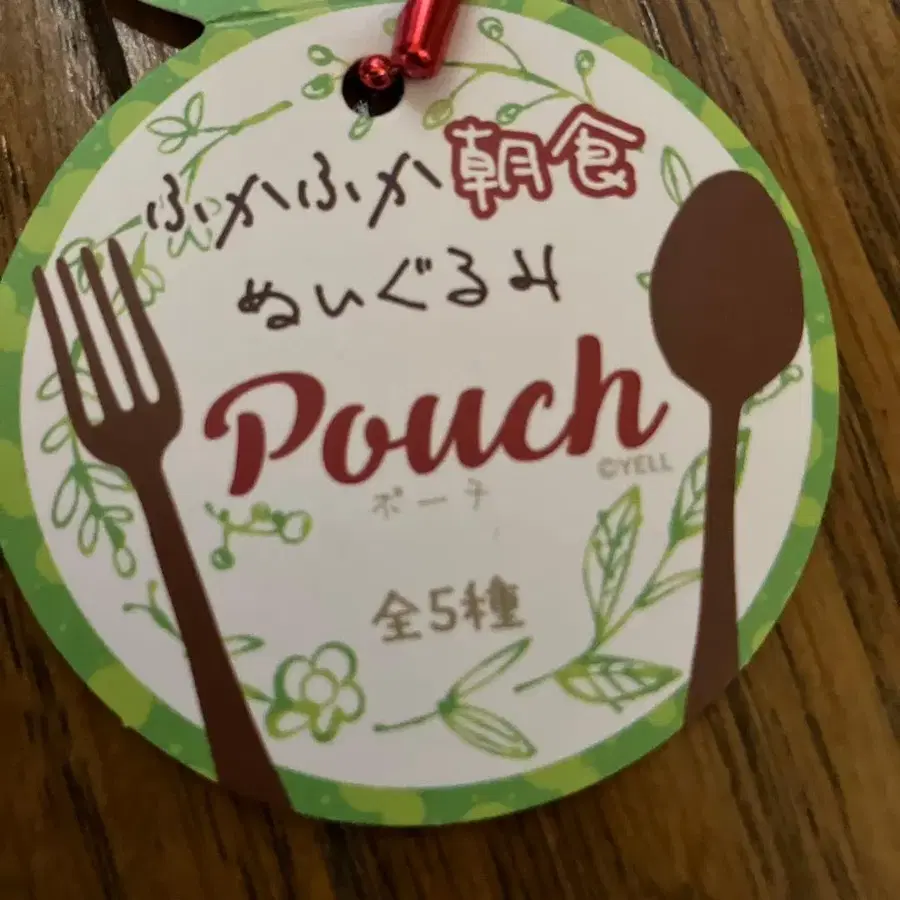 ふかふか朝食
ぬいぐるみ
Pouch
©YELL
ポーチ
全5種